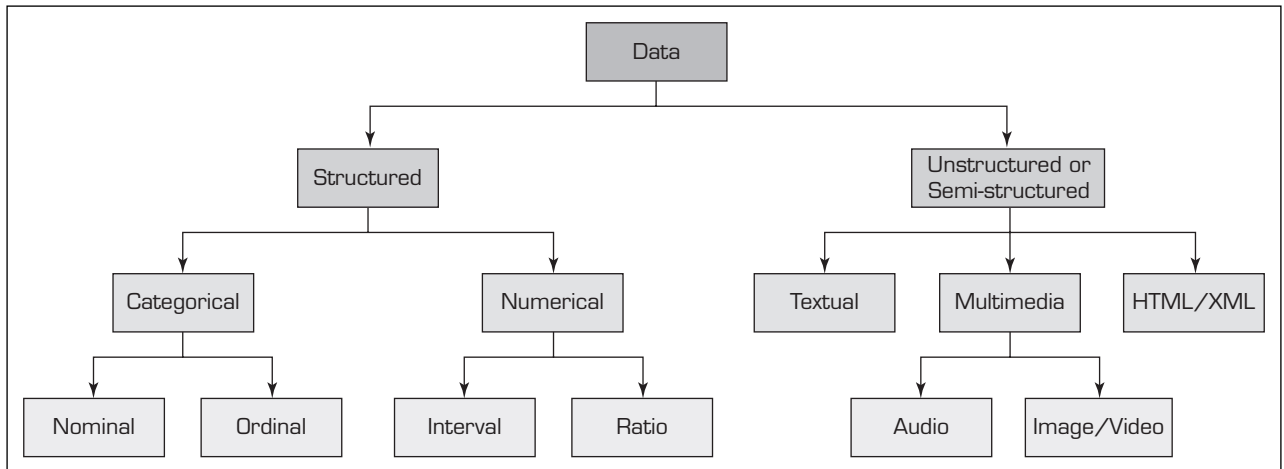 Data
Structured
Unstructured or
Semi-structured
Categorical
Numerical
Textual
Multimedia
HTML/XML
Nominal
Ordinal
Interval
Ratio
Audio
Image/Video